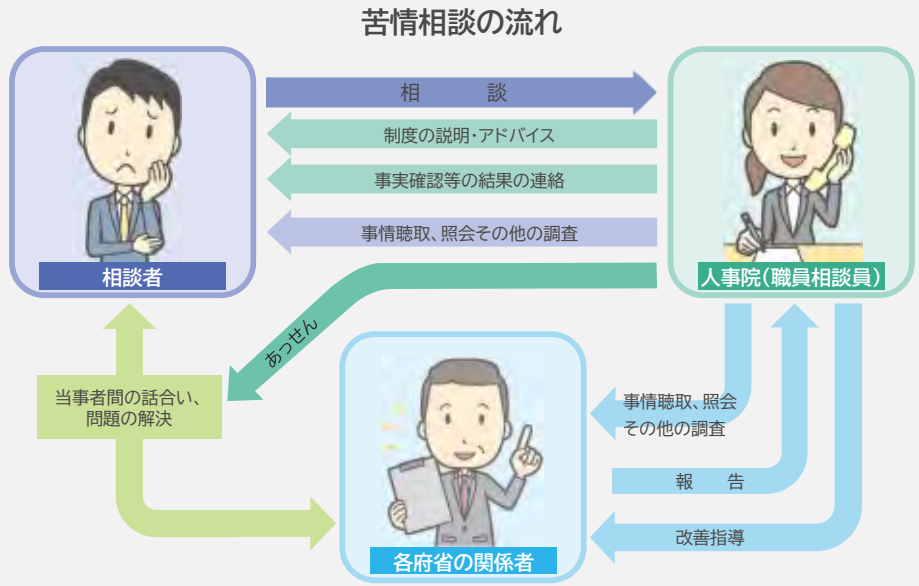 苦情相談の流れ
相　　談
制度の説明・アドバイス
事実確認等の結果の連絡
事情聴取、照会その他の調査
相談者
人事院(職員相談員)
あっせん
当事者間の話合い、
問題の解決
事情聴取、照会
その他の調査
報　告
改善指導
各府省の関係者